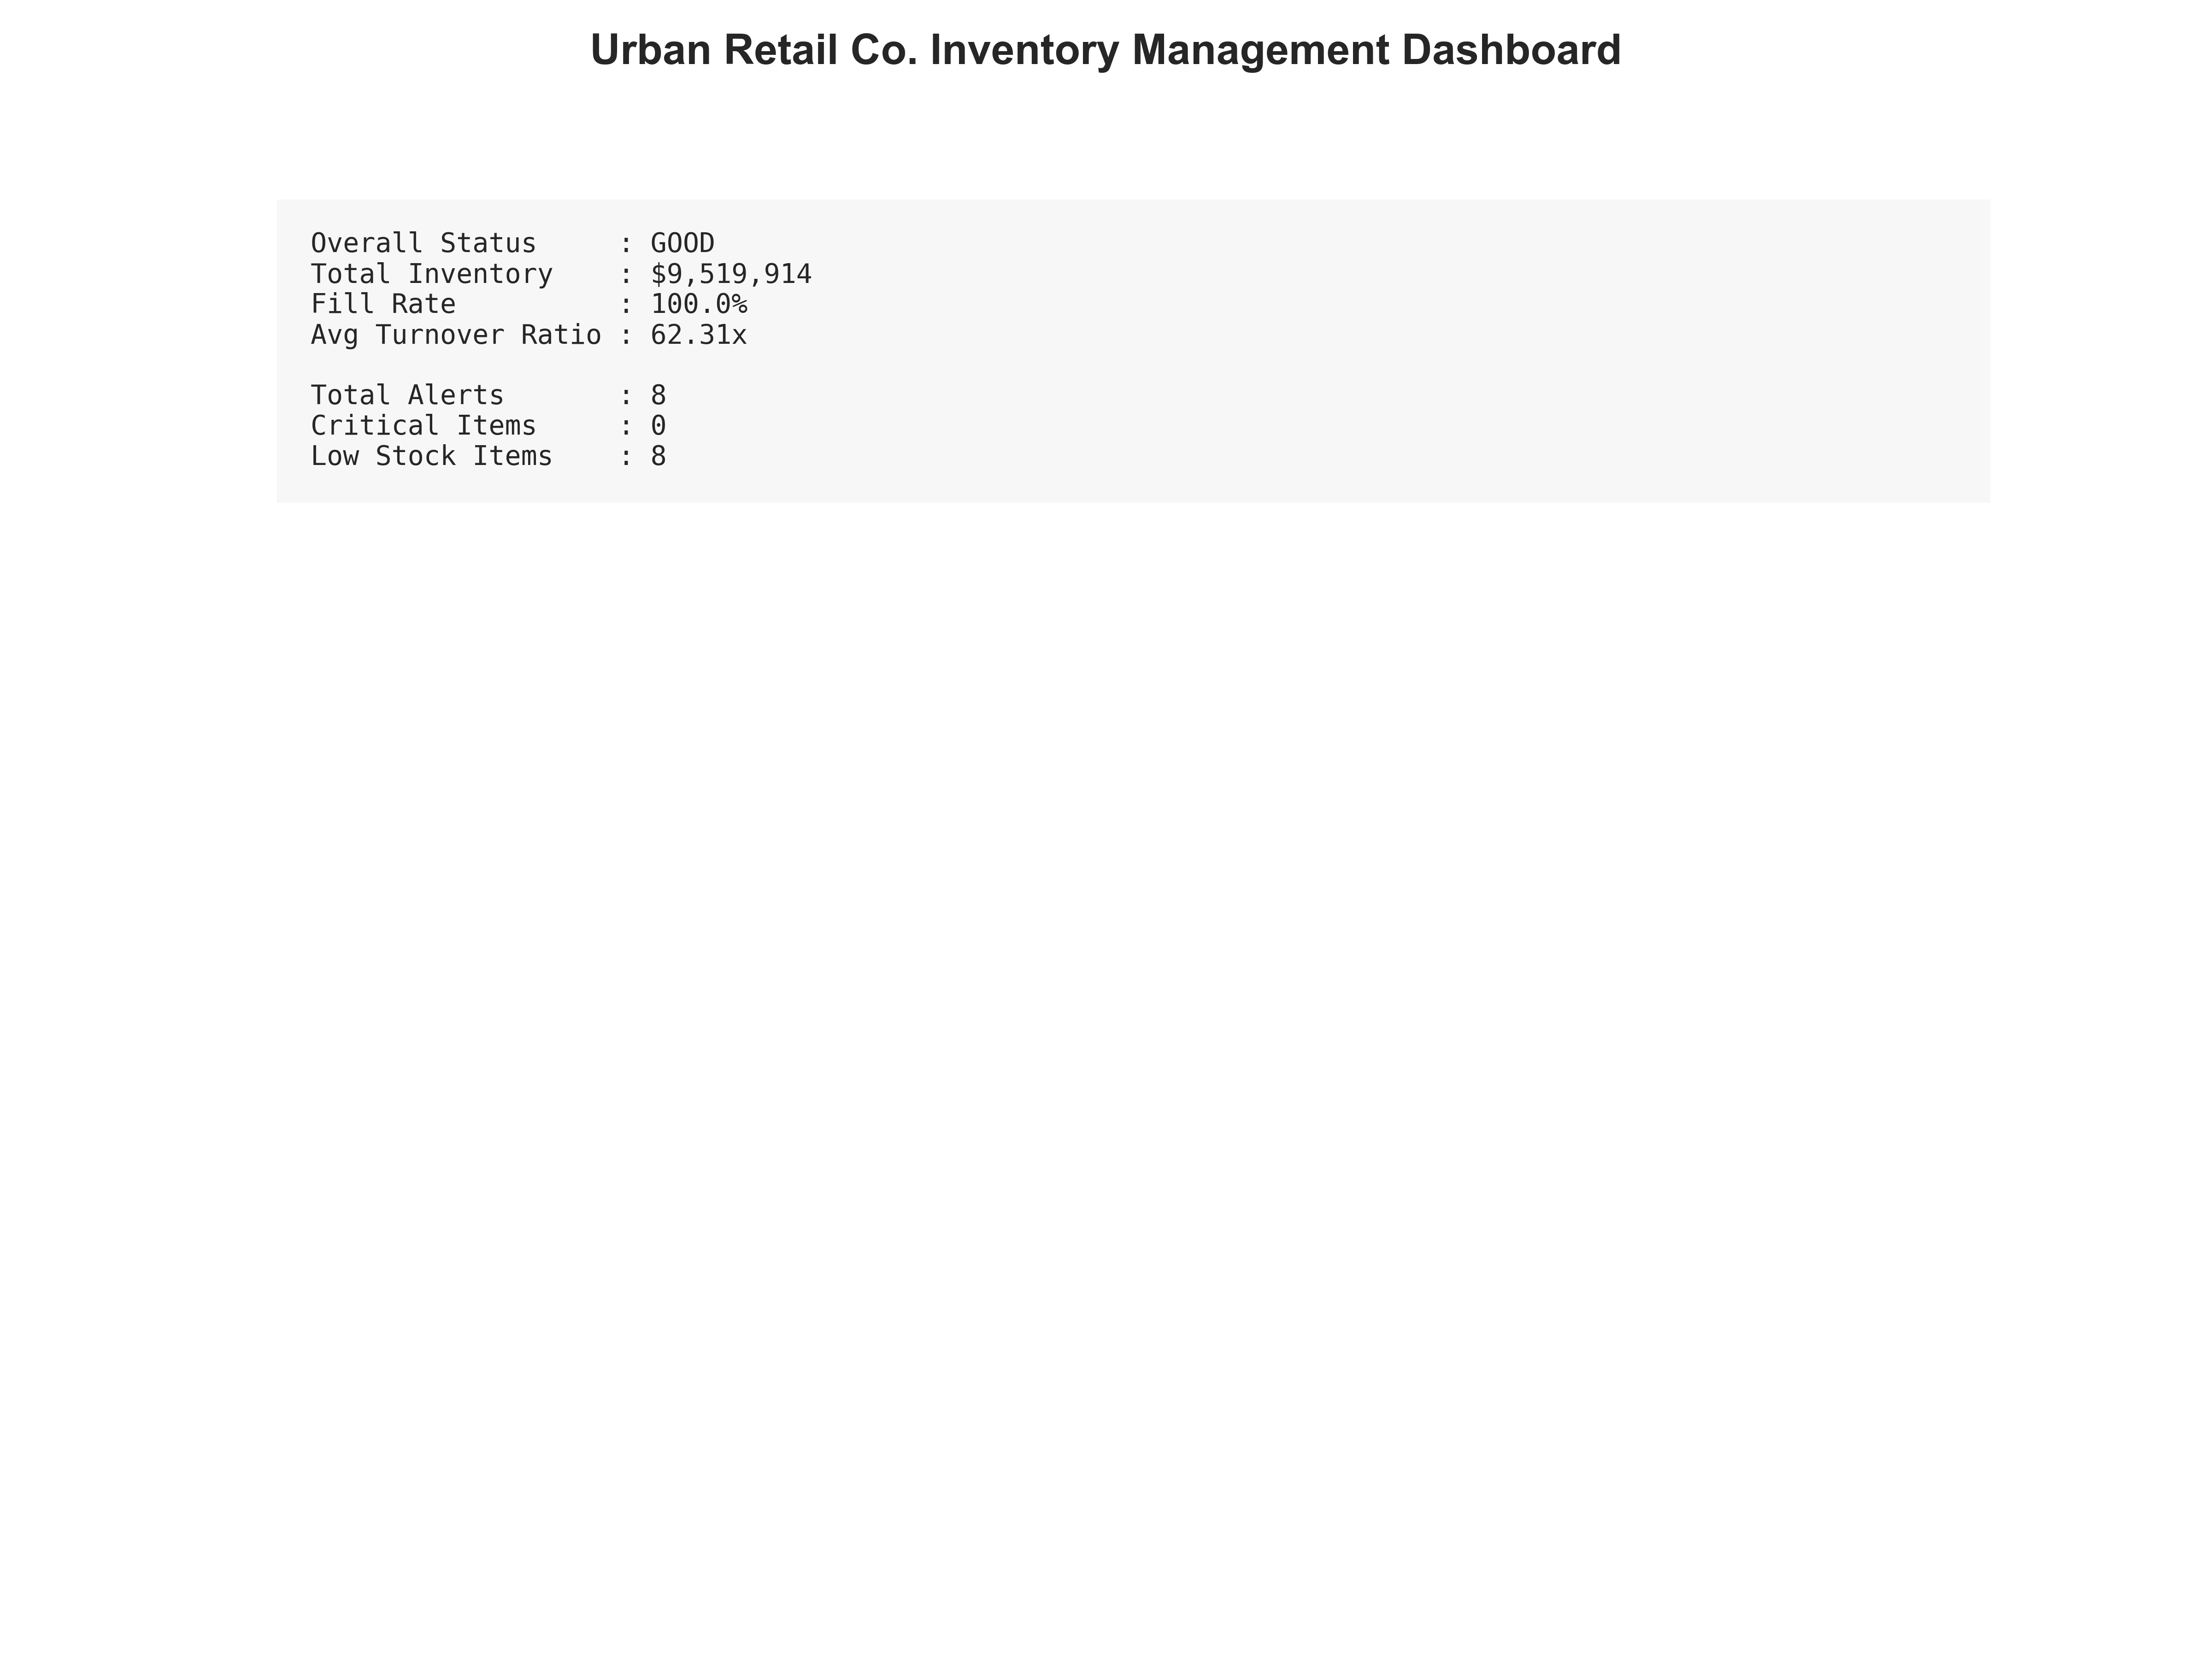 Urban Retail Co. Inventory Management Dashboard
Overall Status     : GOOD
Total Inventory    : $9,519,914
Fill Rate          : 100.0%
Avg Turnover Ratio : 62.31x
Total Alerts       : 8
Critical Items     : 0
Low Stock Items    : 8